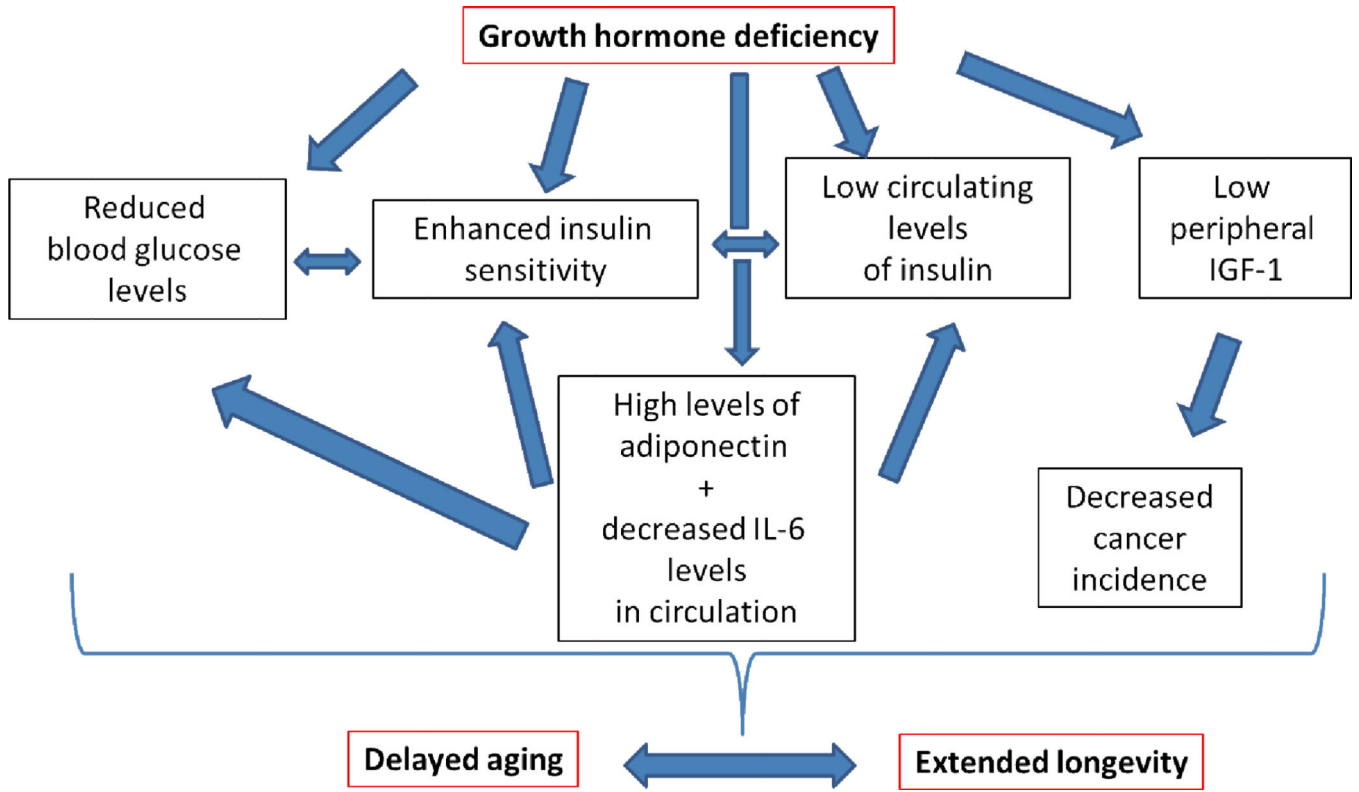 Growth hormone deficiency
Reduced
blood glucose
levels
Enhanced insulin
sensitivity
Low circulating
levels
of insulin
Low
peripheral
IGF-1
High levels of
adiponectin
+
decreased IL-6
levels
in circulation
Decreased
cancer
incidence
Delayed aging
Extended longevity